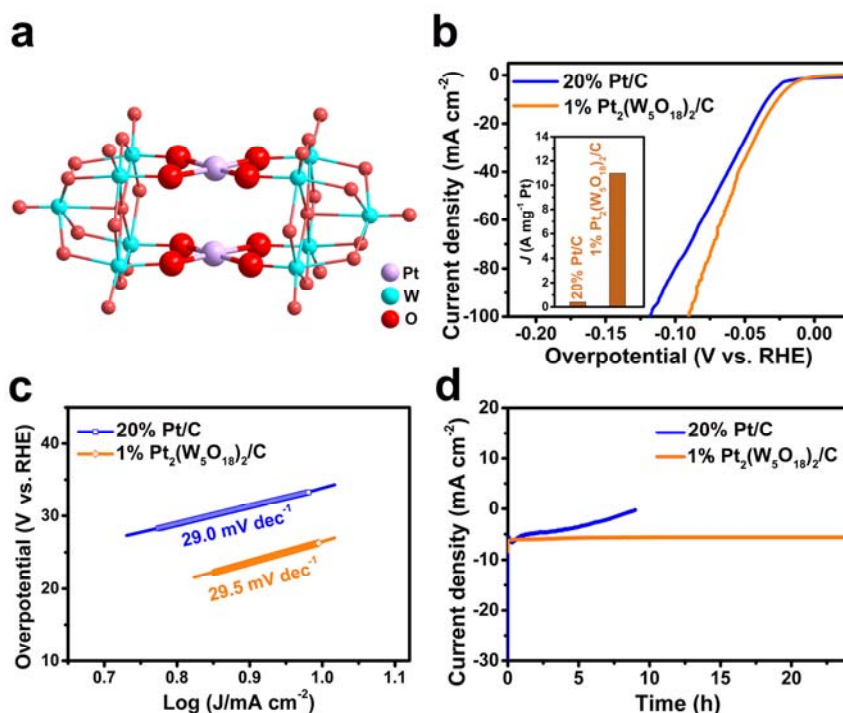 a
Pt
W
O
b
20% Pt/C
1% Pt₂(W₅O₁₈)₂/C
Current density (mA cm⁻²)
0
-20
-40
-60
-80
-100
-0.20
-0.15
-0.10
-0.05
0.00
Overpotential (V vs. RHE)
J (A mg⁻¹ Pt)
14
12
10
8
6
4
2
0
20% Pt/C
1% Pt₂(W₅O₁₈)₂/C
c
20% Pt/C
1% Pt₂(W₅O₁₈)₂/C
Overpotential (V vs. RHE)
40
30
20
10
29.0 mV dec⁻¹
29.5 mV dec⁻¹
0.7
0.8
0.9
1.0
1.1
Log (J/mA cm⁻²)
d
20% Pt/C
1% Pt₂(W₅O₁₈)₂/C
Current density (mA cm⁻²)
20
10
0
-10
-20
-30
0
5
10
15
20
Time (h)